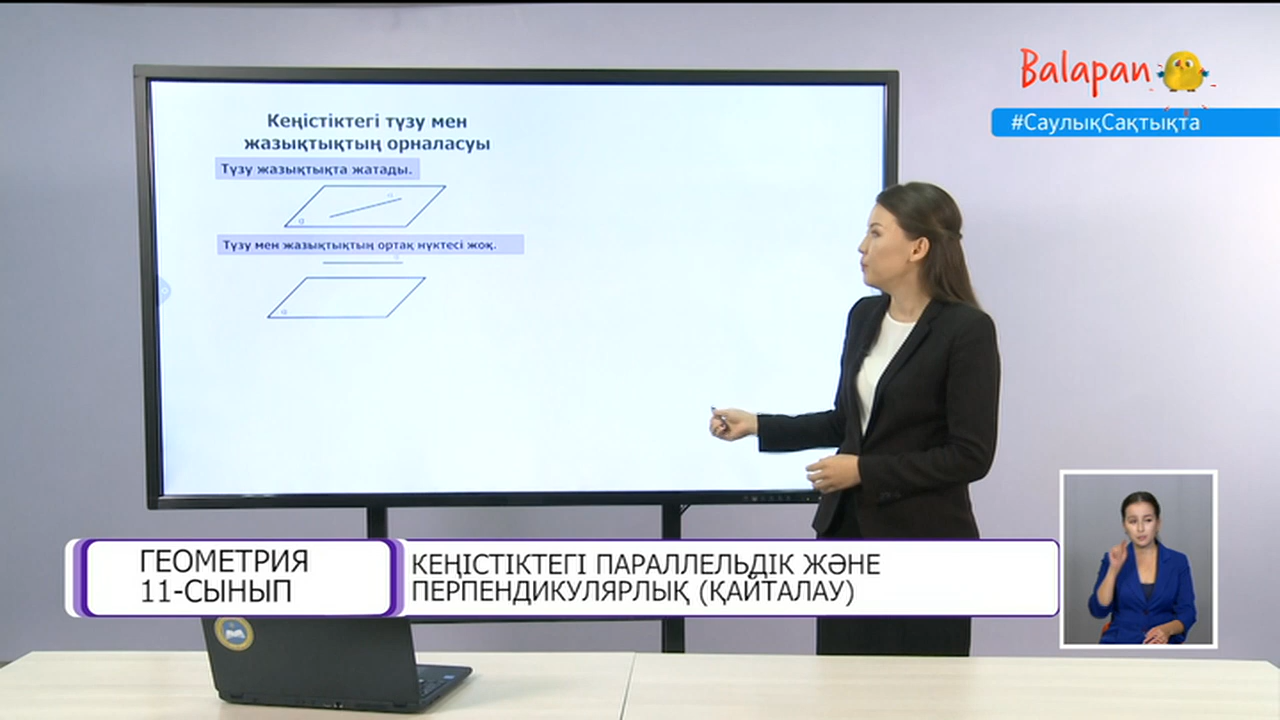 Balapan
#СаулықСақтықта
Кеңістіктегі түзу мен
жазықтықтың орналасуы
Түзу жазықтықта жатады.
Түзу мен жазықтықтың ортақ нүктесі жоқ.
ГЕОМЕТРИЯ
11-СЫНЫП
КЕҢІСТІКТЕГІ ПАРАЛЛЕЛЬДІК ЖӘНЕ
ПЕРПЕНДИКУЛЯРЛЫҚ (ҚАЙТАЛАУ)